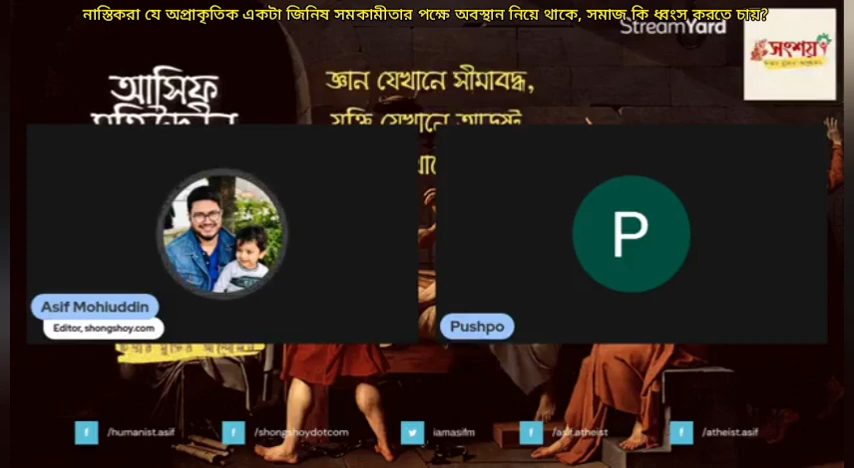 নাস্তিকরা যে অপ্রাকৃতিক একটা জিনিষ সমকামীতার পক্ষে অবস্থান নিয়ে থাকে, সমাজ কি ধ্বংস করতে চায়?
StreamYard
সংশয়
আসিফ
জ্ঞান যেখানে সীমাবদ্ধ,
Asif Mohiuddin
Editor, shongshoy.com
P
Pushpo
/humanist.asif
/shongshoydotcom
iamasifm
/asif.atheist
/atheist.asif